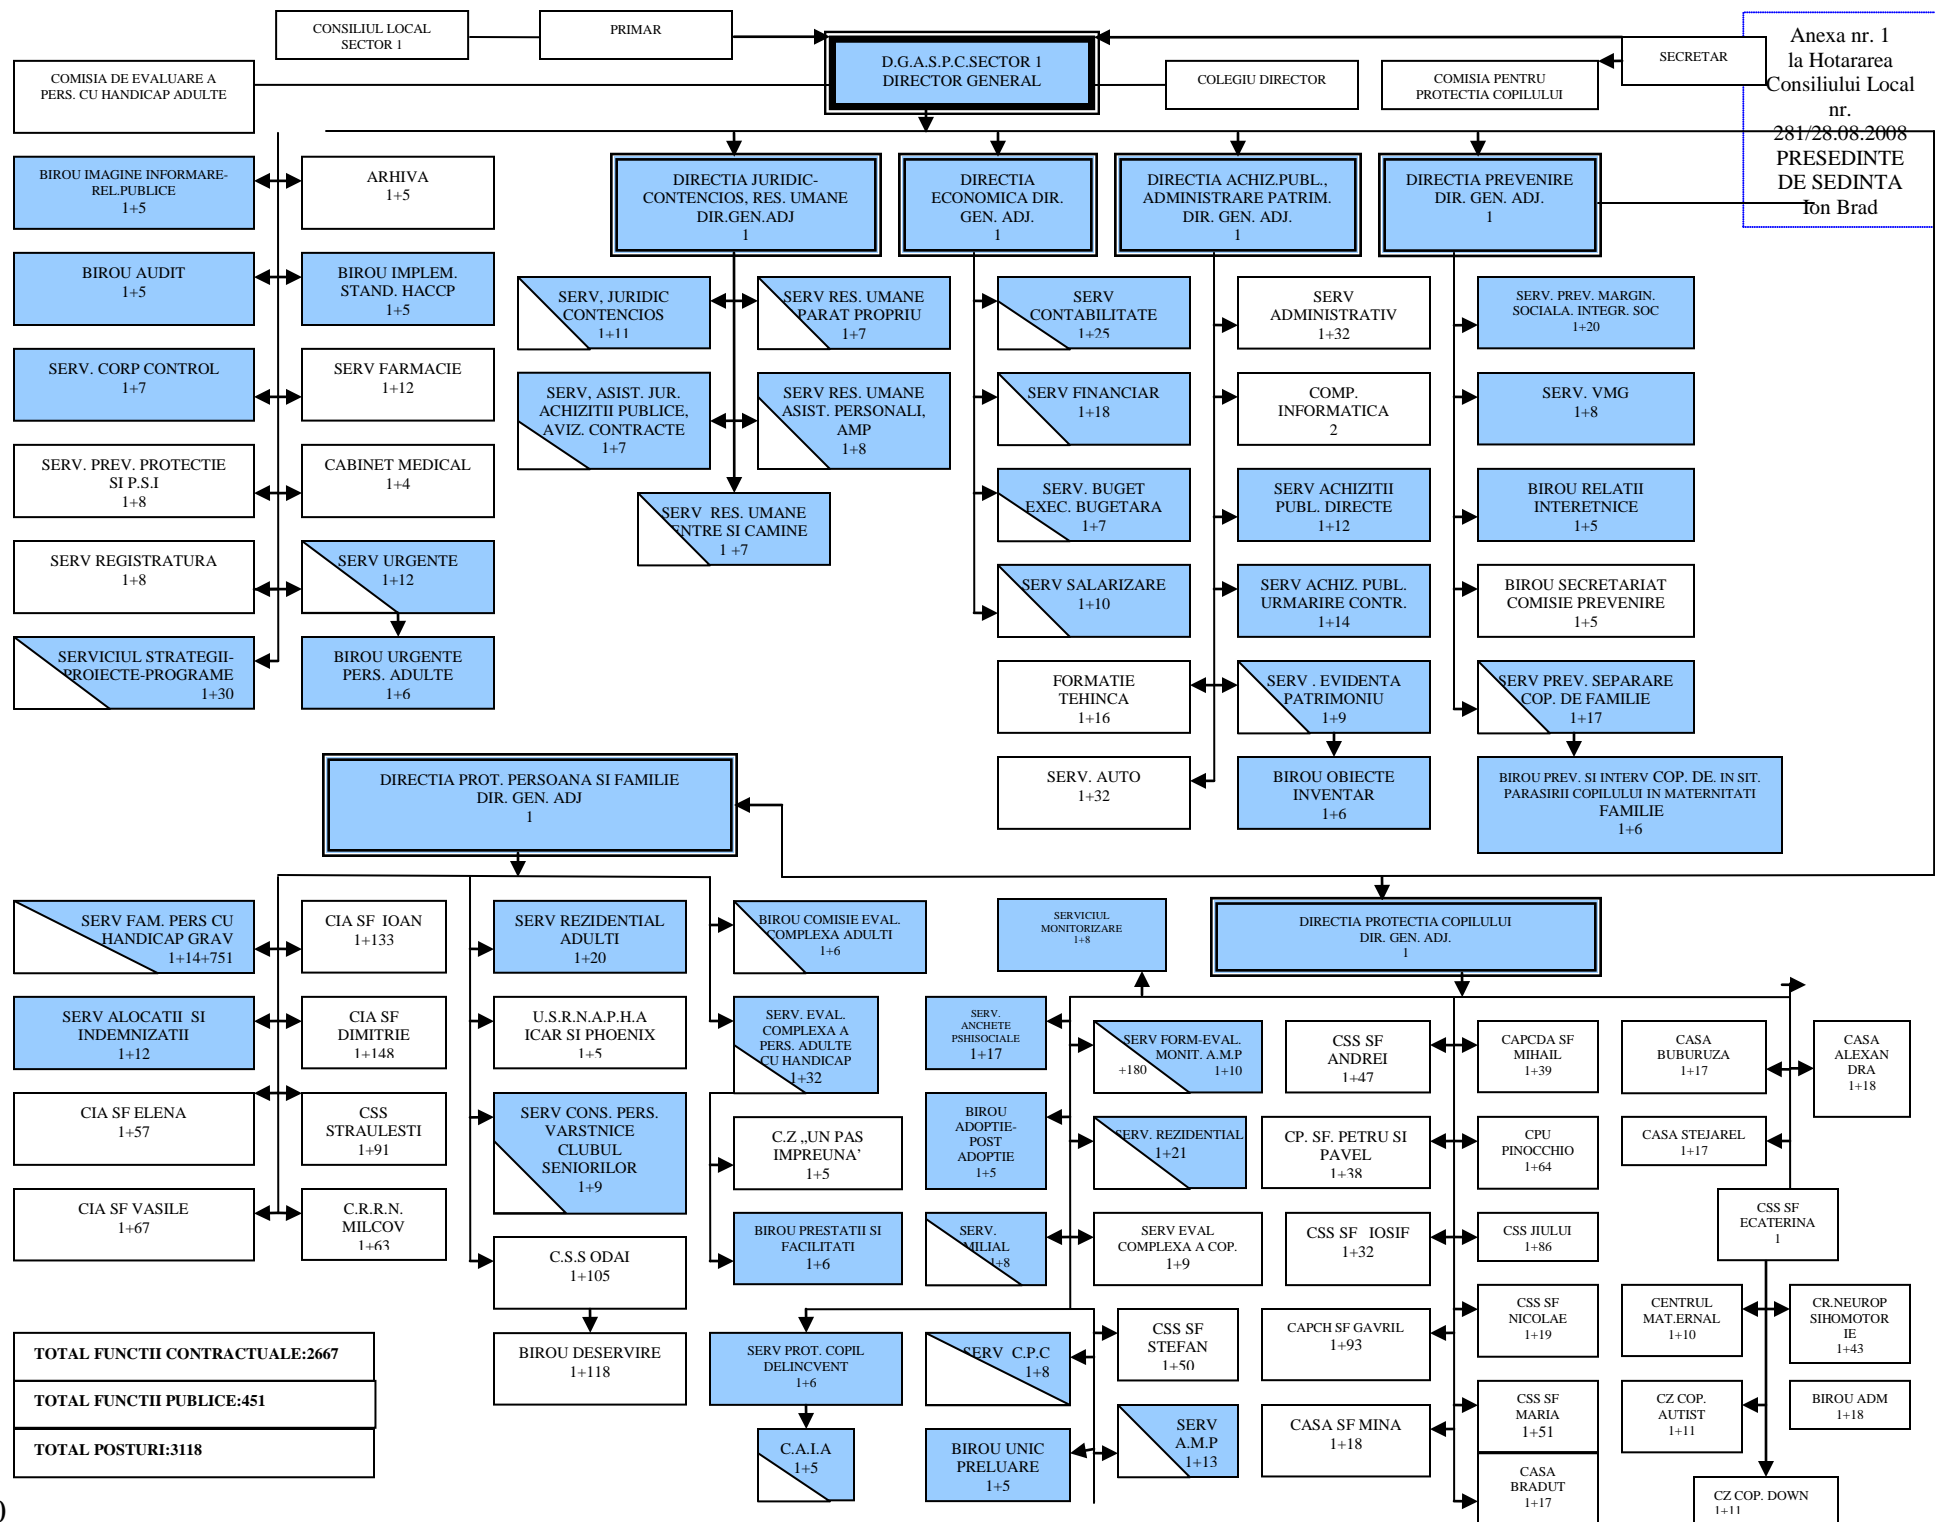 CONSILIUL LOCAL
SECTOR 1
PRIMAR
D.G.A.S.P.C.SECTOR 1
DIRECTOR GENERAL
SECRETAR
Anexa nr. 1
la Hotararea
Consiliului Local
nr.
281/28.08.2008
PRESEDINTE
DE SEDINTA
Ion Brad
COMISIA DE EVALUARE A
PERS. CU HANDICAP ADULTE
COLEGIU DIRECTOR
COMISIA PENTRU
PROTECTIA COPILULUI
BIROU IMAGINE INFORMARE-
REL.PUBLICE
1+5
ARHIVA
1+5
BIROU AUDIT
1+5
BIROU IMPLEM.
STAND. HACCP
1+5
SERV. CORP CONTROL
1+7
SERV FARMACIE
1+12
SERV. PREV. PROTECTIE
SI P.S.I
1+8
CABINET MEDICAL
1+4
SERV REGISTRATURA
1+8
SERV URGENTE
1+12
SERVICIUL STRATEGII-
PROIECTE-PROGRAME
1+30
BIROU URGENTE
PERS. ADULTE
1+6
DIRECTIA JURIDIC-
CONTENCIOS, RES. UMANE
DIR.GEN.ADJ
1
SERV, JURIDIC
CONTENCIOS
1+11
SERV RES. UMANE
PARAT PROPRIU
1+7
SERV, ASIST. JUR.
ACHIZITII PUBLICE,
AVIZ. CONTRACTE
1+7
SERV RES. UMANE
ASIST. PERSONALI,
AMP
1+8
SERV RES. UMANE
ENTRE SI CAMINE
1 +7
DIRECTIA
ECONOMICA DIR.
GEN. ADJ.
1
SERV
CONTABILITATE
1+25
SERV FINANCIAR
1+18
SERV. BUGET
EXEC. BUGETARA
1+7
SERV SALARIZARE
1+10
DIRECTIA ACHIZ.PUBL.,
ADMINISTRARE PATRIM.
DIR. GEN. ADJ.
1
SERV
ADMINISTRATIV
1+32
COMP.
INFORMATICA
2
SERV ACHIZITII
PUBL. DIRECTE
1+12
SERV ACHIZ. PUBL.
URMARIRE CONTR.
1+14
FORMATIE
TEHINCA
1+16
SERV . EVIDENTA
PATRIMONIU
1+9
SERV. AUTO
1+32
BIROU OBIECTE
INVENTAR
1+6
DIRECTIA PREVENIRE
DIR. GEN. ADJ.
1
SERV. PREV. MARGIN.
SOCIALA. INTEGR. SOC
1+20
SERV. VMG
1+8
BIROU RELATII
INTERETNICE
1+5
BIROU SECRETARIAT
COMISIE PREVENIRE
1+5
SERV PREV. SEPARARE
COP. DE FAMILIE
1+17
BIROU PREV. SI INTERV COP. DE. IN SIT.
PARASIRII COPILULUI IN MATERNITATI
FAMILIE
1+6
DIRECTIA PROT. PERSOANA SI FAMILIE
DIR. GEN. ADJ
1
SERV FAM. PERS CU
HANDICAP GRAV
1+14+751
CIA SF IOAN
1+133
SERV ALOCATII SI
INDEMNIZATII
1+12
CIA SF
DIMITRIE
1+148
CIA SF ELENA
1+57
CSS
STRAULESTI
1+91
CIA SF VASILE
1+67
C.R.R.N.
MILCOV
1+63
SERV REZIDENTIAL
ADULTI
1+20
U.S.R.N.A.P.H.A
ICAR SI PHOENIX
1+5
SERV CONS. PERS.
VARSTNICE
CLUBUL
SENIORILOR
1+9
C.S.S ODAI
1+105
BIROU DESERVIRE
1+118
BIROU COMISIE EVAL.
COMPLEXA ADULTI
1+6
SERV. EVAL.
COMPLEXA A
PERS. ADULTE
CU HANDICAP
1+32
C.Z „UN PAS
IMPREUNA’
1+5
BIROU PRESTATII SI
FACILITATI
1+6
SERVICIUL
MONITORIZARE
1+8
DIRECTIA PROTECTIA COPILULUI
DIR. GEN. ADJ.
1
SERV.
ANCHETE
PSHISOCIALE
1+17
SERV FORM-EVAL.
MONIT. A.M.P
+180 1+10
BIROU
ADOPTIE-
POST
ADOPTIE
1+5
SERV. REZIDENTIAL
1+21
SERV.
MILIAL
1+8
SERV EVAL
COMPLEXA A COP.
1+9
SERV PROT. COPIL
DELINCVENT
1+6
C.A.I.A
1+5
SERV C.P.C
1+8
CSS SF
STEFAN
1+50
BIROU UNIC
PRELUARE
1+5
SERV
A.M.P
1+13
CSS SF
ANDREI
1+47
CAPCDA SF
MIHAIL
1+39
CP. SF. PETRU SI
PAVEL
1+38
CPU
PINOCCHIO
1+64
CSS SF IOSIF
1+32
CSS JIULUI
1+86
CAPCH SF GAVRIL
1+93
CSS SF
NICOLAE
1+19
CASA SF MINA
1+18
CSS SF
MARIA
1+51
CASA
BRADUT
1+17
CASA
BUBURUZA
1+17
CASA
ALEXAN
DRA
1+18
CASA STEJAREL
1+17
CSS SF
ECATERINA
1
CENTRUL
MAT.ERNAL
1+10
CR.NEUROP
SIHOMOTOR
IE
1+43
CZ COP.
AUTIST
1+11
BIROU ADM
1+18
CZ COP. DOWN
1+11
TOTAL FUNCTII CONTRACTUALE:2667
TOTAL FUNCTII PUBLICE:451
TOTAL POSTURI:3118
)